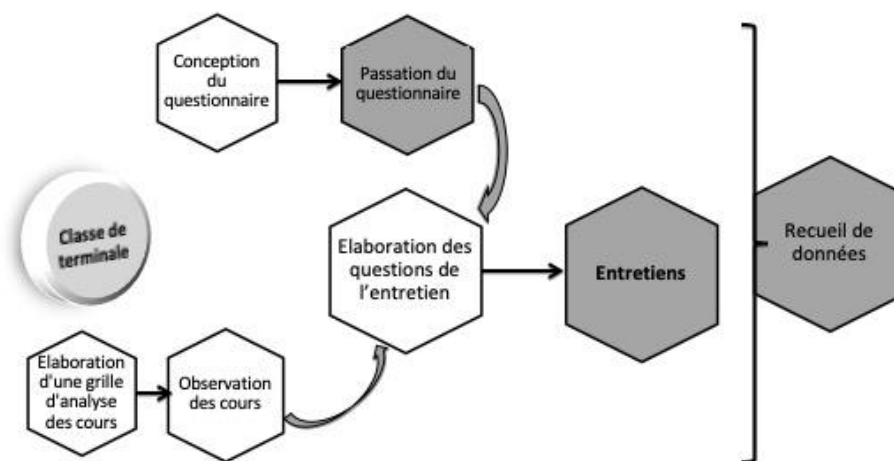 Conception
du
questionnaire
Passation du
questionnaire
Classe de
terminale
Elaboration des
questions de
l'entretien
Entretiens
Recueil de
données
Elaboration
d'une grille
d'analyse
des cours
Observation
des cours